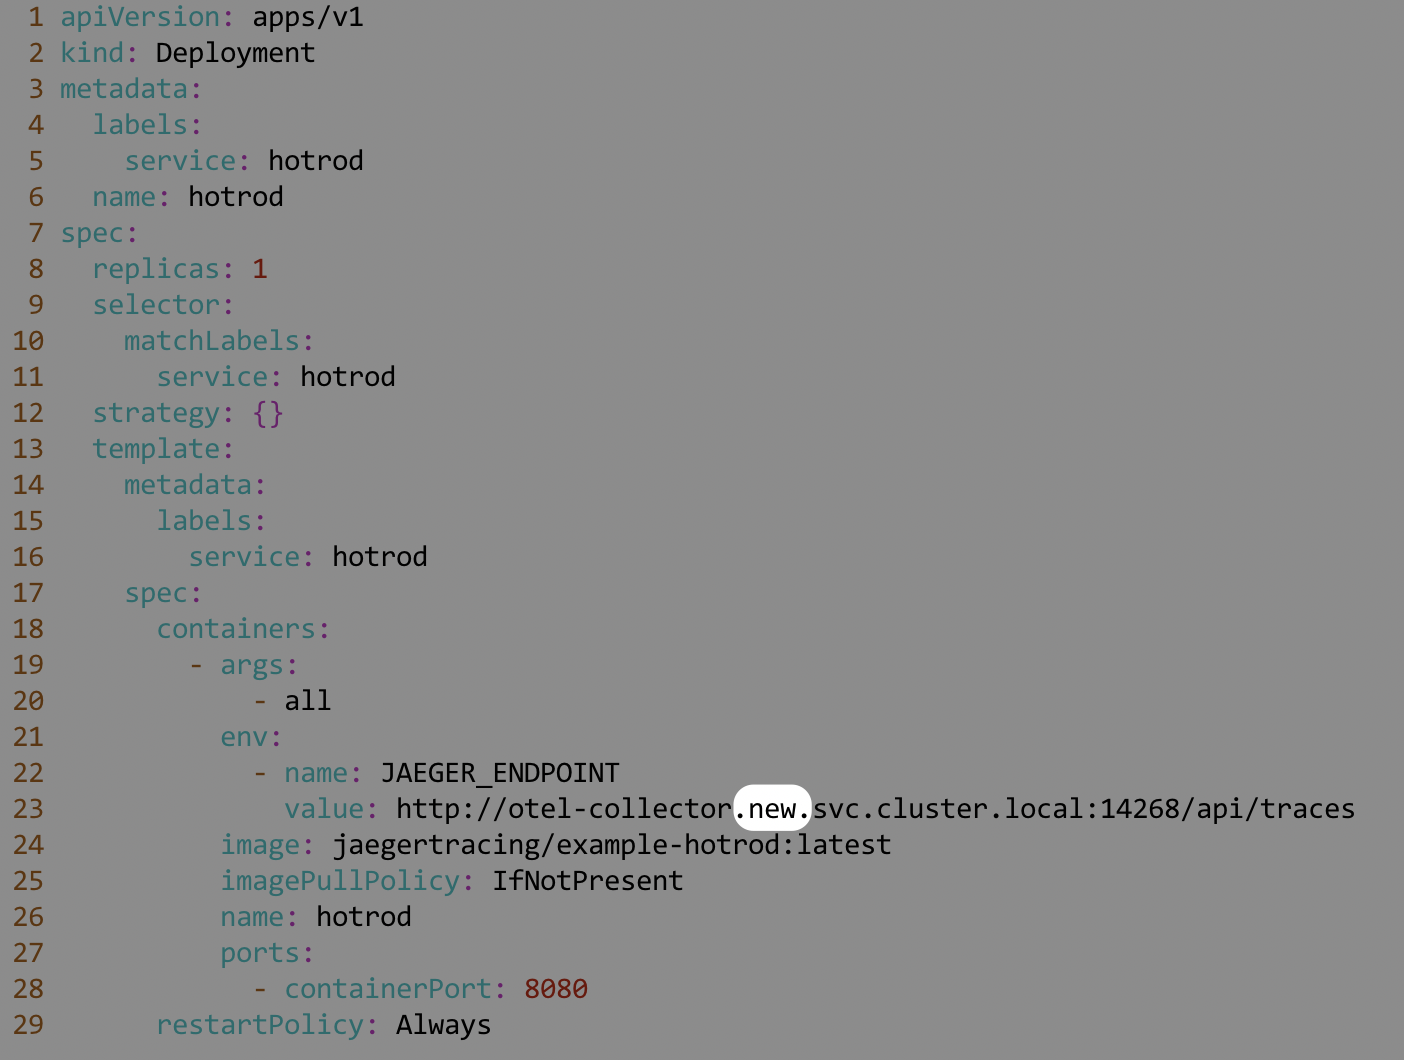 1 apiVersion: apps/v1
2 kind: Deployment
3 metadata:
4   labels:
5     service: hotrod
6   name: hotrod
7 spec:
8   replicas: 1
9   selector:
10     matchLabels:
11       service: hotrod
12   strategy: {}
13   template:
14     metadata:
15       labels:
16         service: hotrod
17     spec:
18       containers:
19         - args:
20             - all
21           env:
22             - name: JAEGER_ENDPOINT
23               value: http://otel-collector.new.svc.cluster.local:14268/api/traces
24           image: jaegertracing/example-hotrod:latest
25           imagePullPolicy: IfNotPresent
26           name: hotrod
27           ports:
28             - containerPort: 8080
29       restartPolicy: Always